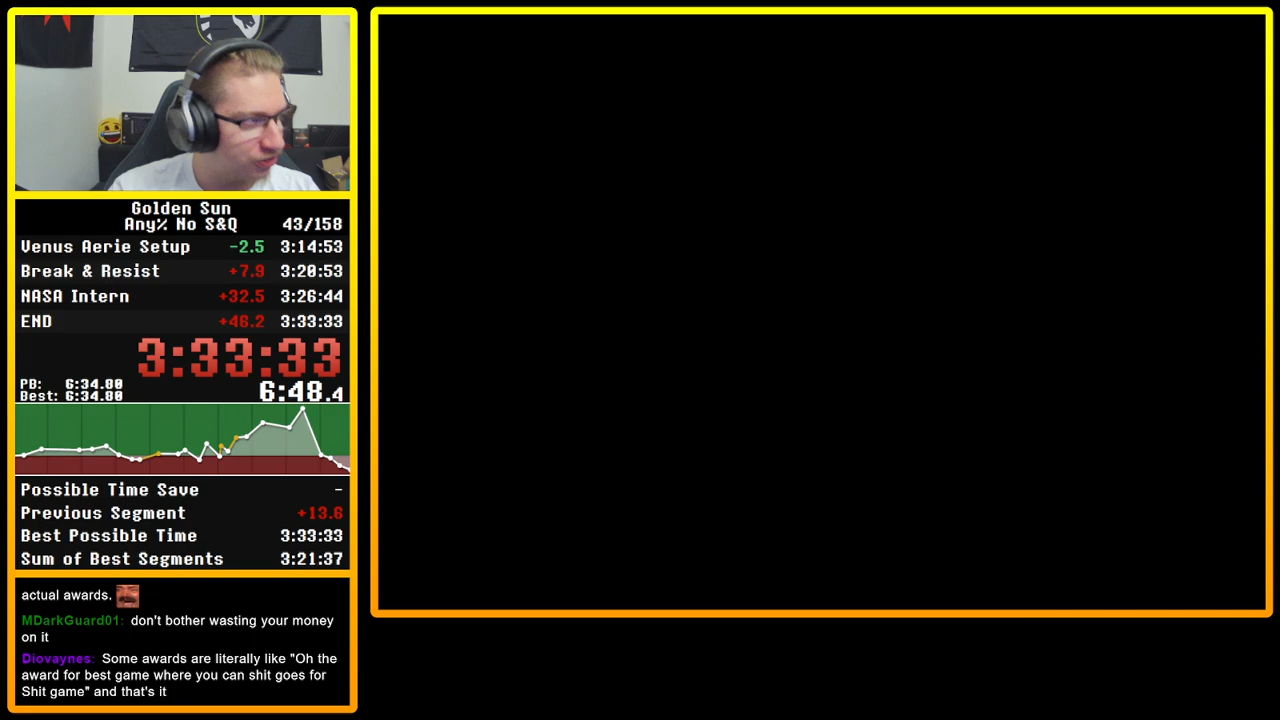 Golden Sun
Any% No S&Q 43/158
Venus Aerie Setup -2.5 3:14:53
Break & Resist +7.9 3:20:53
NASA Intern +32.5 3:26:44
END +46.2 3:33:33
3:33:33
PB: 6:34.80
Best: 6:34.80
6:48.4
Possible Time Save -
Previous Segment +13.6
Best Possible Time 3:33:33
Sum of Best Segments 3:21:37
actual awards.
MDarkGuard01: don't bother wasting your money
on it
Diovaynes: Some awards are literally like "Oh the
award for best game where you can shit goes for
Shit game" and that's it